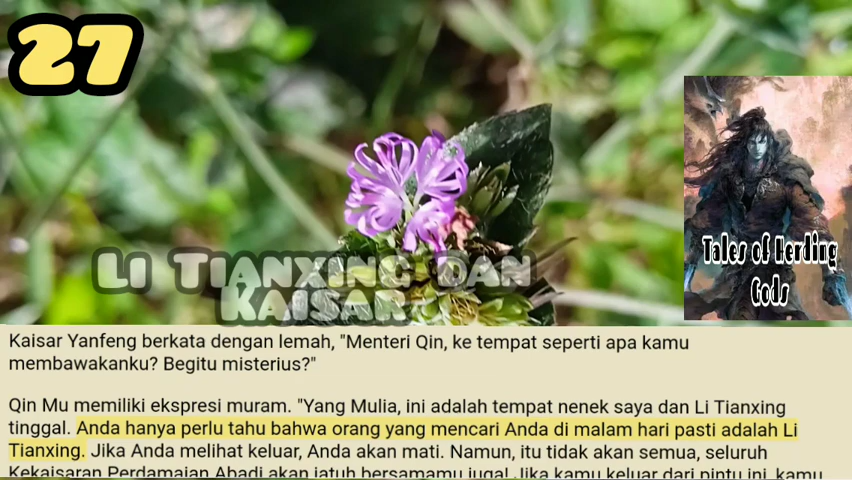 27
Tales of Herding
Gods
Li Tianxing dan
Kaisar
Kaisar Yanfeng berkata dengan lemah, "Menteri Qin, ke tempat seperti apa kamu
membawakanku? Begitu misterius?"
Qin Mu memiliki ekspresi muram. "Yang Mulia, ini adalah tempat nenek saya dan Li Tianxing
tinggal. Anda hanya perlu tahu bahwa orang yang mencari Anda di malam hari pasti adalah Li
Tianxing. Jika Anda melihat keluar, Anda akan mati. Namun, itu tidak akan semua, seluruh
Kekaisaran Perdamaian Abadi akan jatuh bersamamu juga! Jika kamu keluar dari pintu ini, kamu